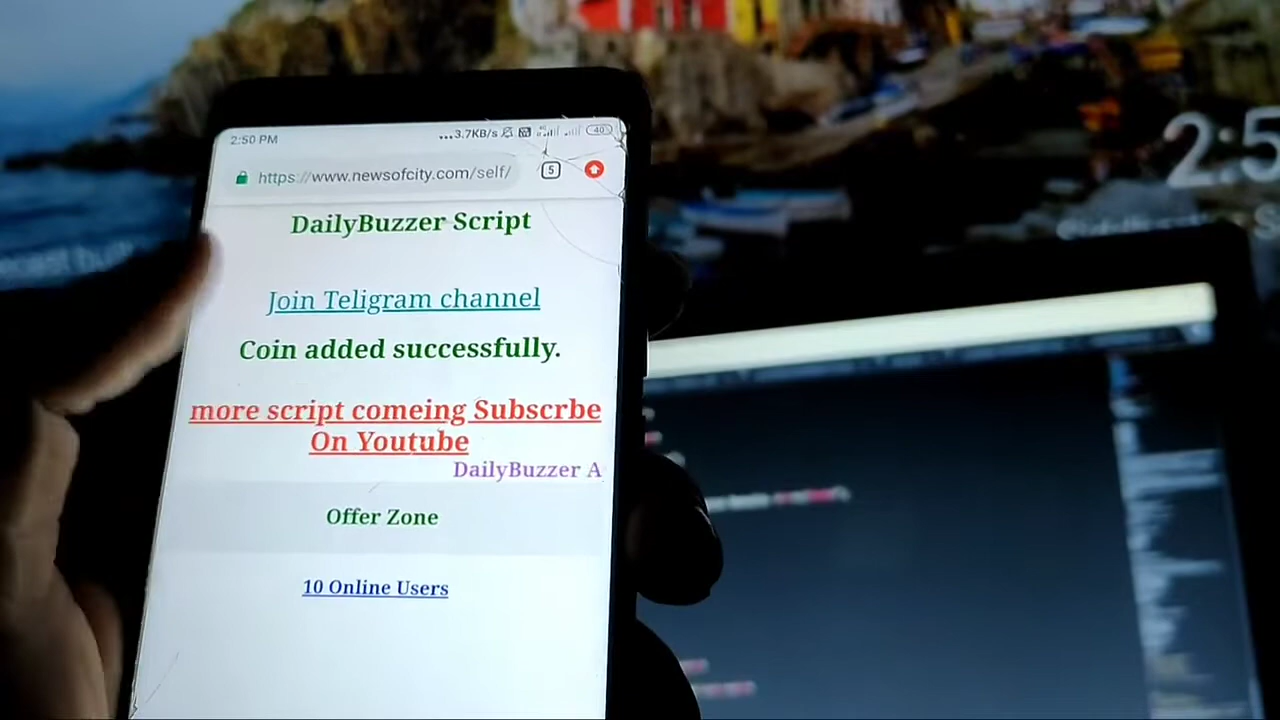 2:50 PM
...3.7KB/s
40
https://www.newsofcity.com/self/
5
DailyBuzzer Script
Join Teligram channel
Coin added successfully.
more script comeing Subscrbe
On Youtube
DailyBuzzer A
Offer Zone
10 Online Users
2:5